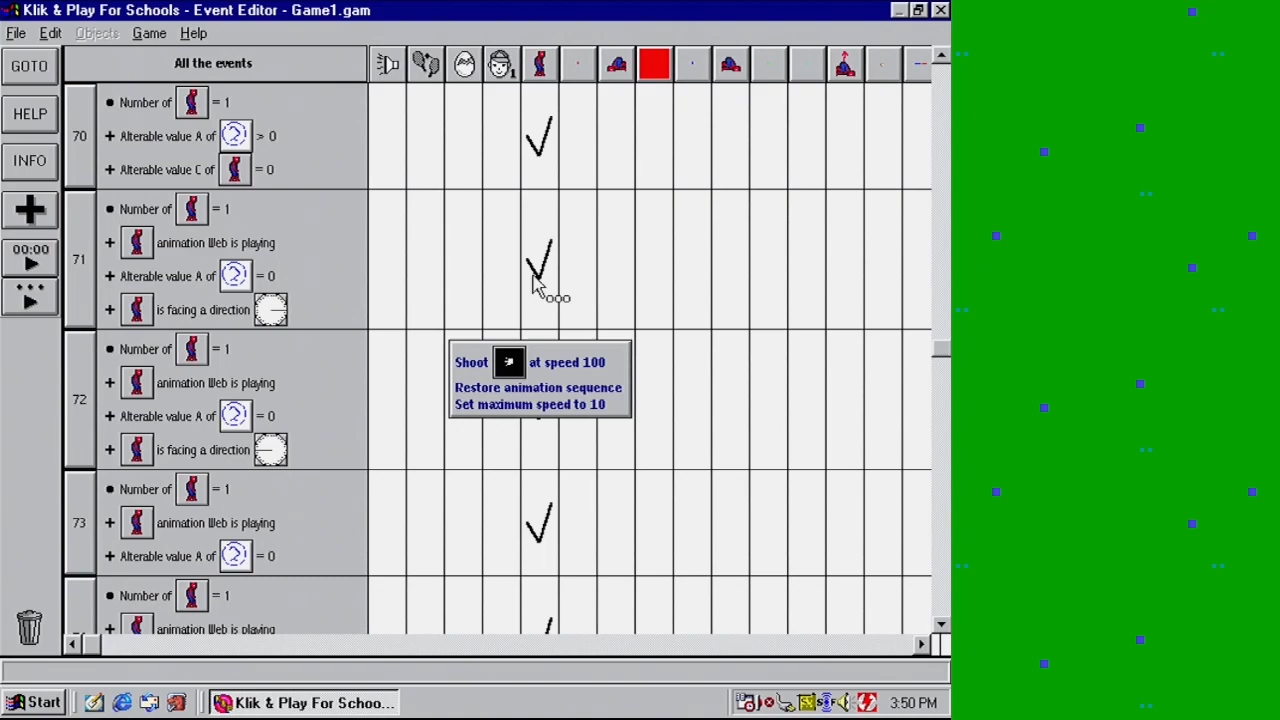 Klik & Play For Schools - Event Editor - Game1.gam
File Edit Objects Game Help
GOTO
All the events
1
HELP
INFO
00:00
70
Number of = 1
+ Alterable value A of > 0
+ Alterable value C of = 0
71
Number of = 1
+ animation Web is playing
+ Alterable value A of = 0
+ is facing a direction
Shoot at speed 100
Restore animation sequence
Set maximum speed to 10
72
Number of = 1
+ animation Web is playing
+ Alterable value A of = 0
+ is facing a direction
73
Number of = 1
+ animation Web is playing
+ Alterable value A of = 0
Number of = 1
+ animation Web is playing
Start
Klik & Play For Schoo...
3:50 PM